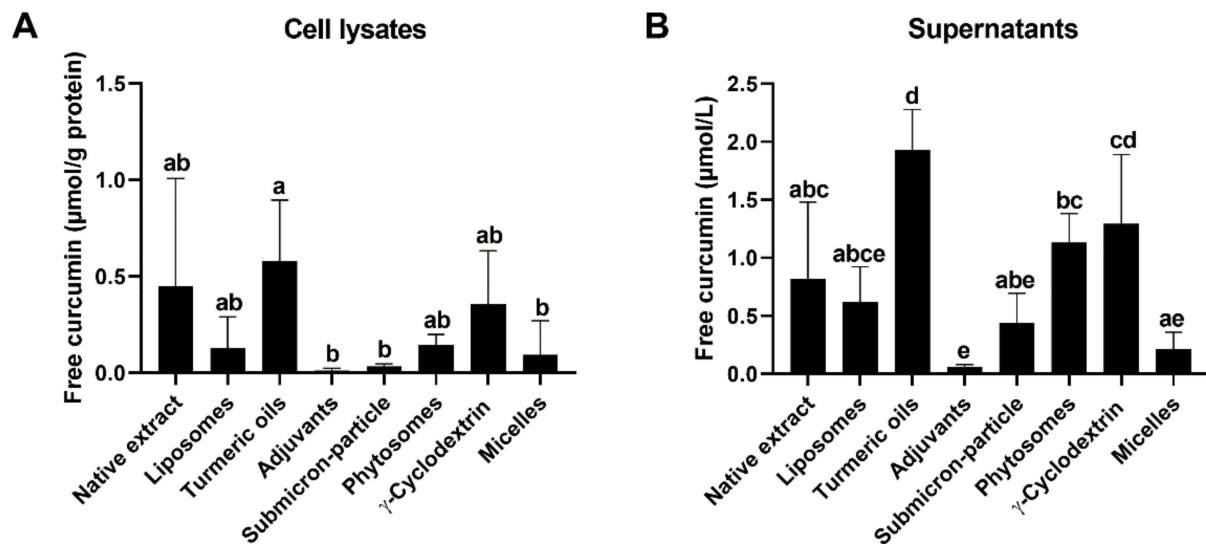 A
Cell lysates
Free curcumin (µmol/g protein)
1.5
1.0
0.5
0.0
ab
ab
a
b
b
ab
ab
b
Native extract
Liposomes
Turmeric oils
Adjuvants
Submicron-particle
Phytosomes
γ-Cyclodextrin
Micelles
B
Supernatants
Free curcumin (µmol/L)
2.5
2.0
1.5
1.0
0.5
0.0
abc
abce
d
e
abe
bc
cd
ae
Native extract
Liposomes
Turmeric oils
Adjuvants
Submicron-particle
Phytosomes
γ-Cyclodextrin
Micelles